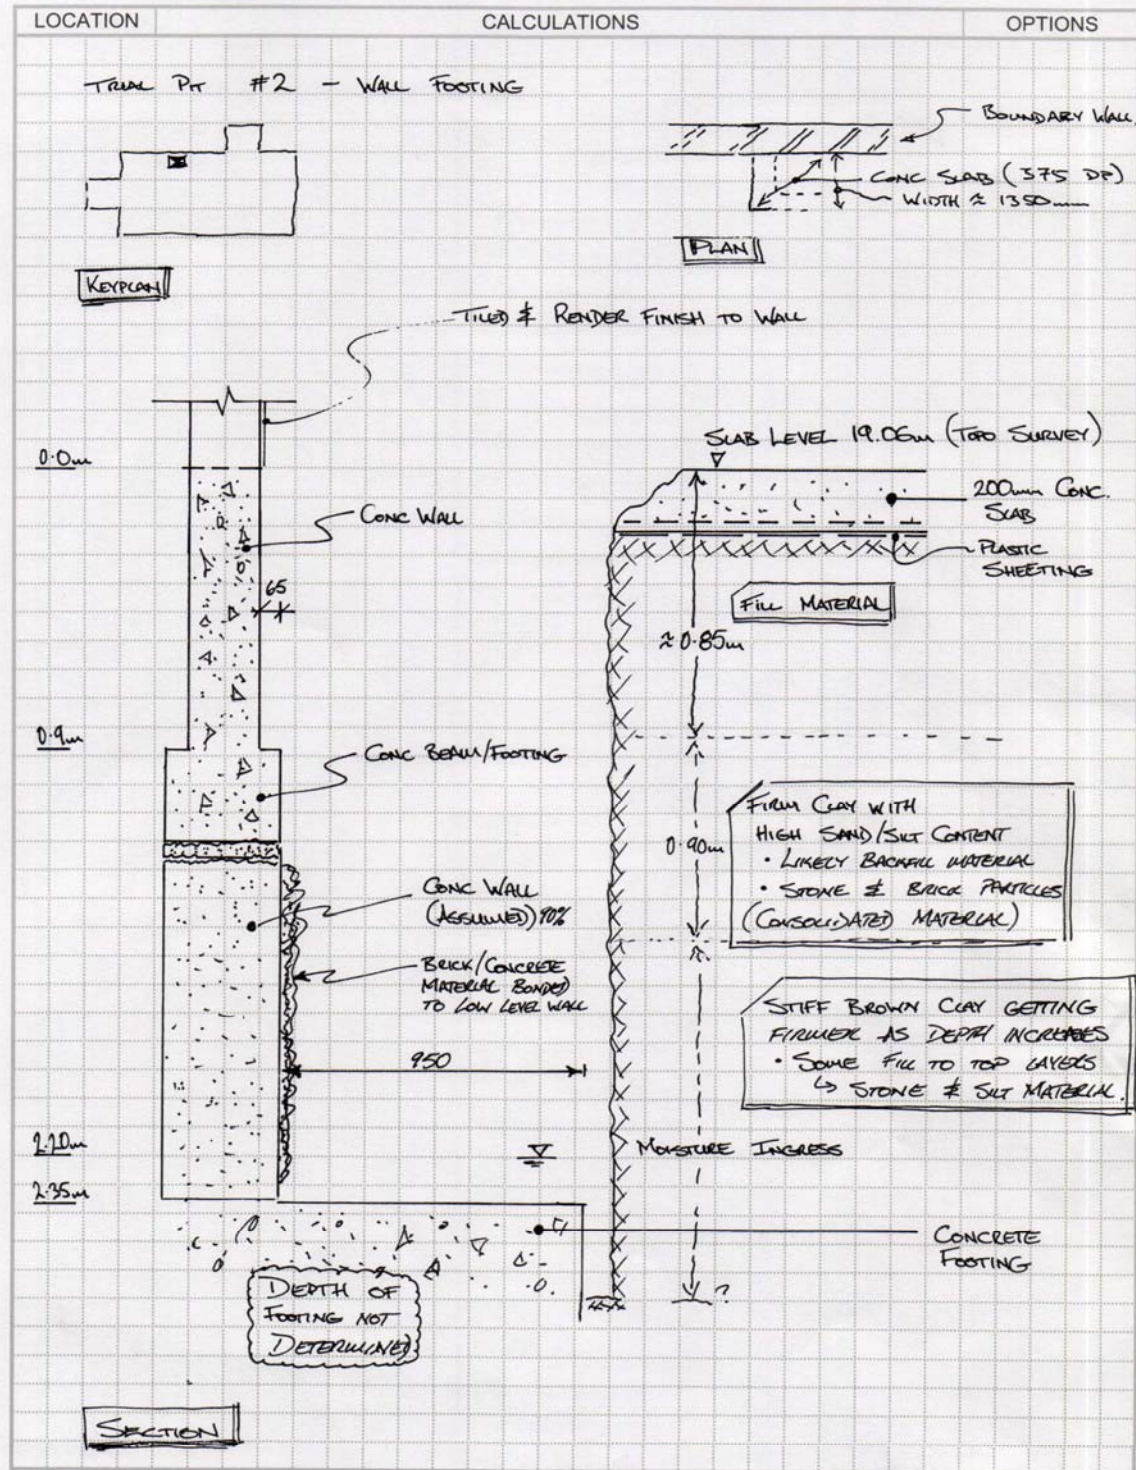 LOCATION
CALCULATIONS
OPTIONS
TRIAL PIT #2 - WALL FOOTING
BOUNDARY WALL
CONC SLAB (375 DP)
WIDTH ≈ 1350mm
PLAN
KEYPLAN
TILED & RENDER FINISH TO WALL
SLAB LEVEL 19.06m (TOPO SURVEY)
0.0m
200mm CONC.
SLAB
CONC WALL
PLASTIC
SHEETING
65
FILL MATERIAL
≈ 0.85m
0.9m
CONC BEAM/FOOTING
FIRM CLAY WITH
HIGH SAND/SILT CONTENT
• LIKELY BACKFILL MATERIAL
• STONE & BRICK PARTICLES
(CONSOLIDATED MATERIAL)
0.90m
CONC WALL
(ASSUMED) 90%
BRICK/CONCRETE
MATERIAL BONDED
TO LOW LEVEL WALL
STIFF BROWN CLAY GETTING
FIRMER AS DEPTH INCREASES
• SOME FILL TO TOP LAYERS
↳ STONE & SILT MATERIAL.
950
2.20m
MOISTURE INGRESS
2.35m
CONCRETE
FOOTING
DEPTH OF
FOOTING NOT
DETERMINED
?
SECTION